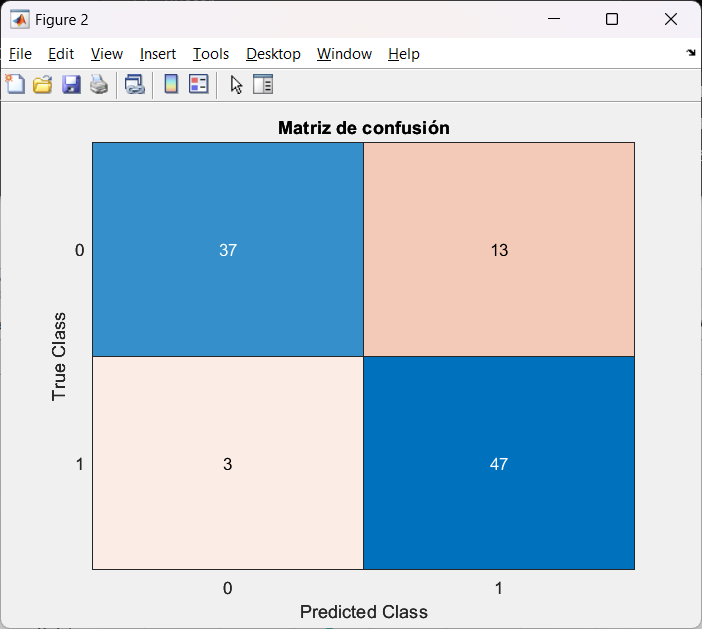 Figure 2
File Edit View Insert Tools Desktop Window Help
Matriz de confusión
0
37
13
True Class
1
3
47
0
1
Predicted Class